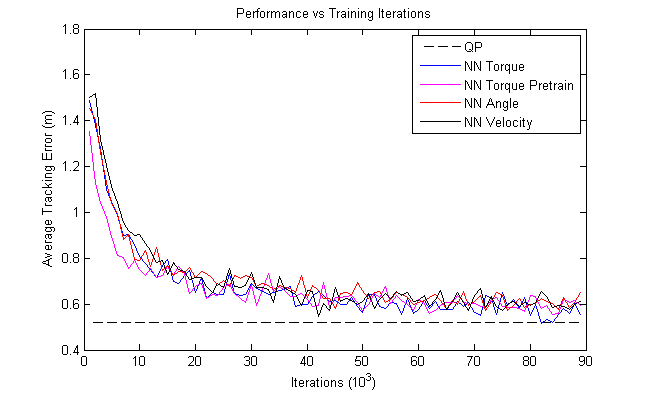 Performance vs Training Iterations
1.8
1.6
1.4
1.2
1
0.8
0.6
0.4
Average Tracking Error (m)
QP
NN Torque
NN Torque Pretrain
NN Angle
NN Velocity
0 10 20 30 40 50 60 70 80 90
Iterations (10³)